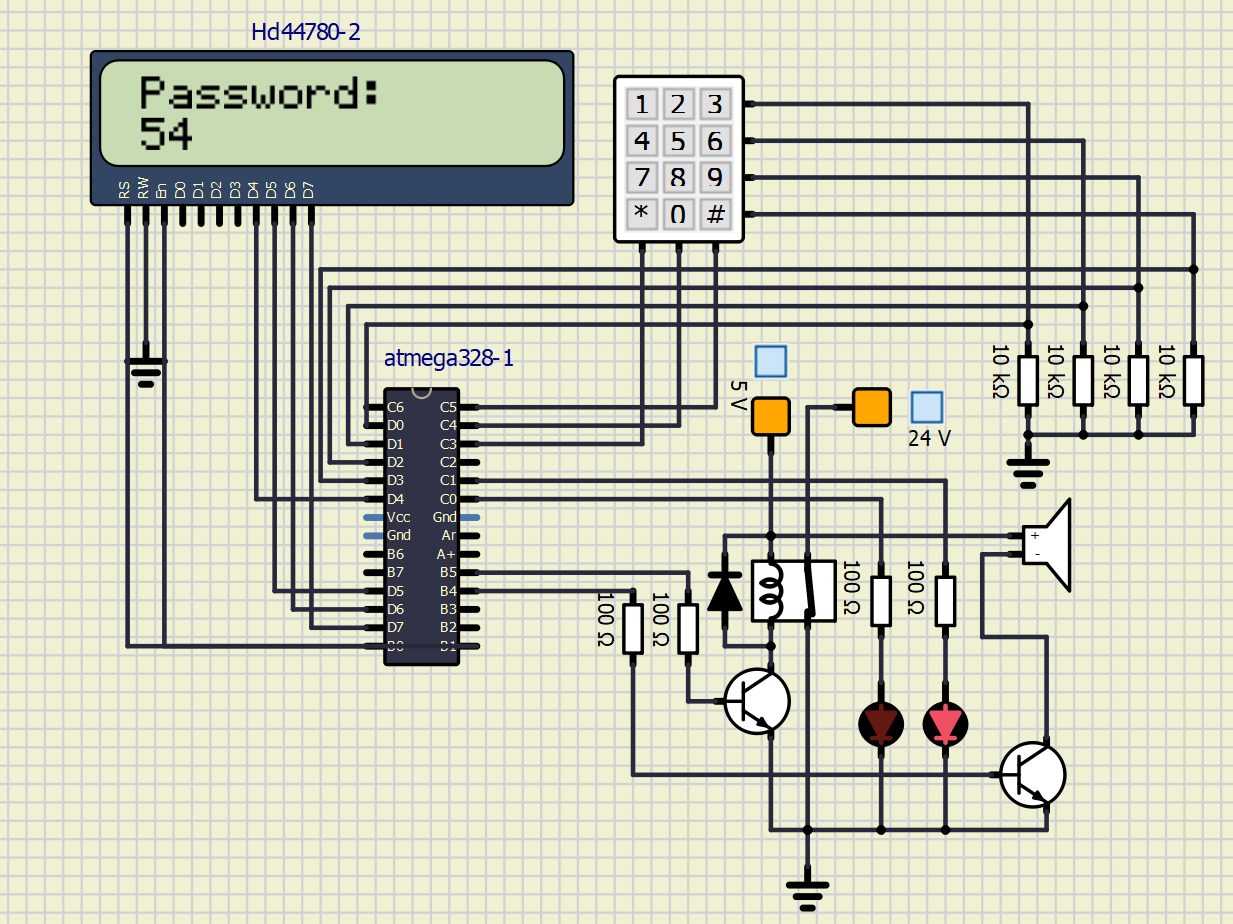 Hd44780-2
Password:
54
RS RW En D0 D1 D2 D3 D4 D5 D6 D7
1 2 3
4 5 6
7 8 9
* 0 #
atmega328-1
C6 C5
D0 C4
D1 C3
D2 C2
D3 C1
D4 C0
Vcc Gnd
Gnd Ar
B6 A+
B7 B5
D5 B4
D6 B3
D7 B2
B0 B1
5 V
24 V
10 kΩ
10 kΩ
10 kΩ
10 kΩ
+
-
100 Ω
100 Ω
100 Ω
100 Ω